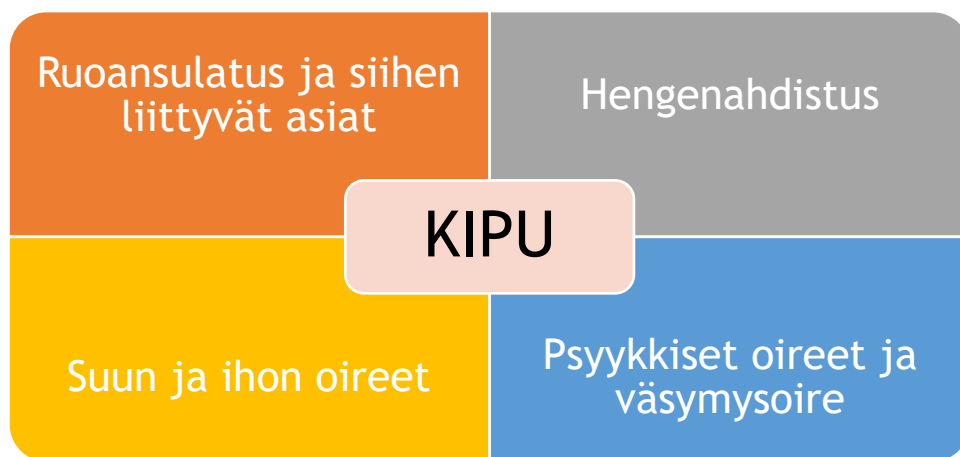 Ruoansulatus ja siihen
liittyvät asiat
Hengenahdistus
KIPU
Suun ja ihon oireet
Psyykkiset oireet ja
väsymysoire